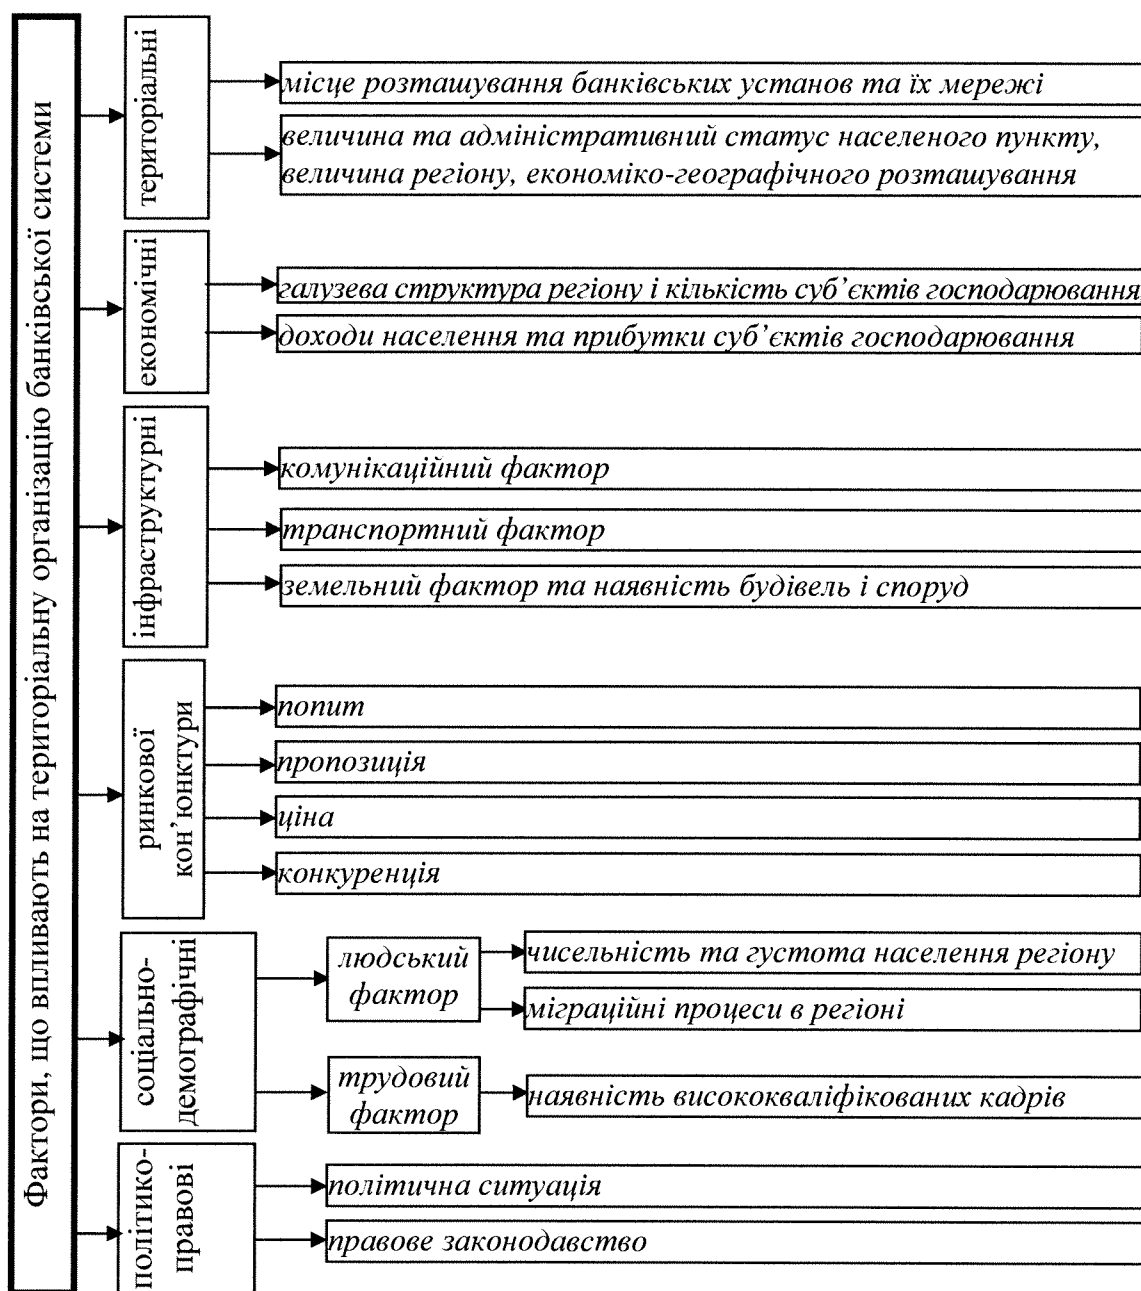 Фактори, що впливають на територіальну організацію банківської системи
територіальні
місце розташування банківських установ та їх мережі
величина та адміністративний статус населеного пункту,
величина регіону, економіко-географічного розташування
економічні
галузева структура регіону і кількість суб’єктів господарювання
доходи населення та прибутки суб’єктів господарювання
інфраструктурні
комунікаційний фактор
транспортний фактор
земельний фактор та наявність будівель і споруд
ринкової
кон’юнктури
попит
пропозиція
ціна
конкуренція
соціально-
демографічні
людський
фактор
чисельність та густота населення регіону
міграційні процеси в регіоні
трудовий
фактор
наявність висококваліфікованих кадрів
політико-
правові
політична ситуація
правове законодавство